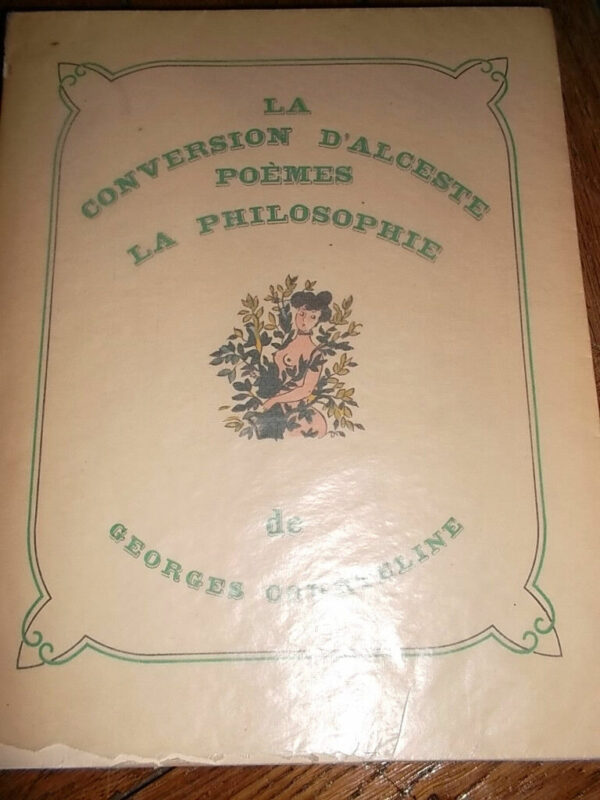 LA
CONVERSION D'ALCESTE
POÈMES
LA PHILOSOPHIE
de
GEORGES